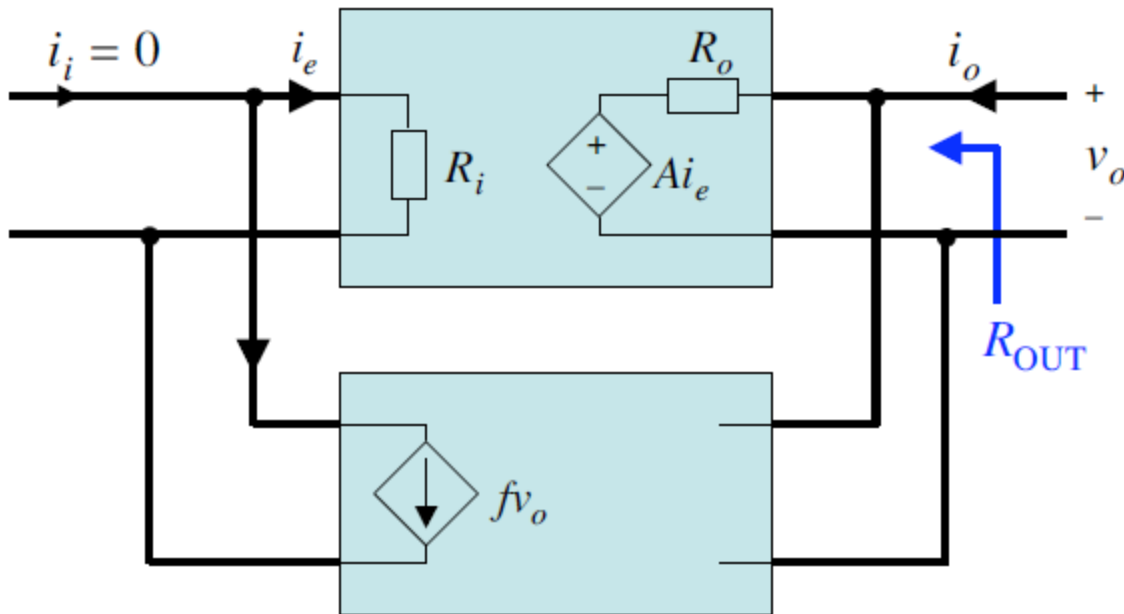 i_i = 0
i_e
R_o
i_o
+
R_i
+
−
Ai_e
v_o
−
R_OUT
fv_o